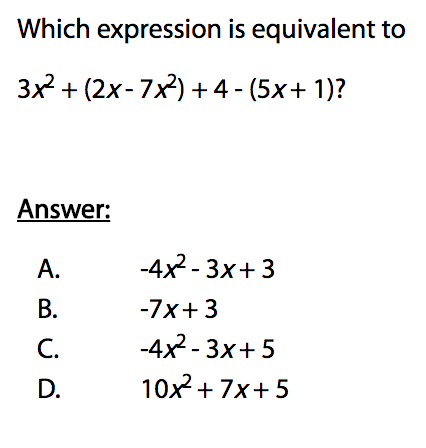 Which expression is equivalent to
3x² + (2x - 7x²) + 4 - (5x + 1)?
Answer:
A. -4x² - 3x + 3
B. -7x + 3
C. -4x² - 3x + 5
D. 10x² + 7x + 5